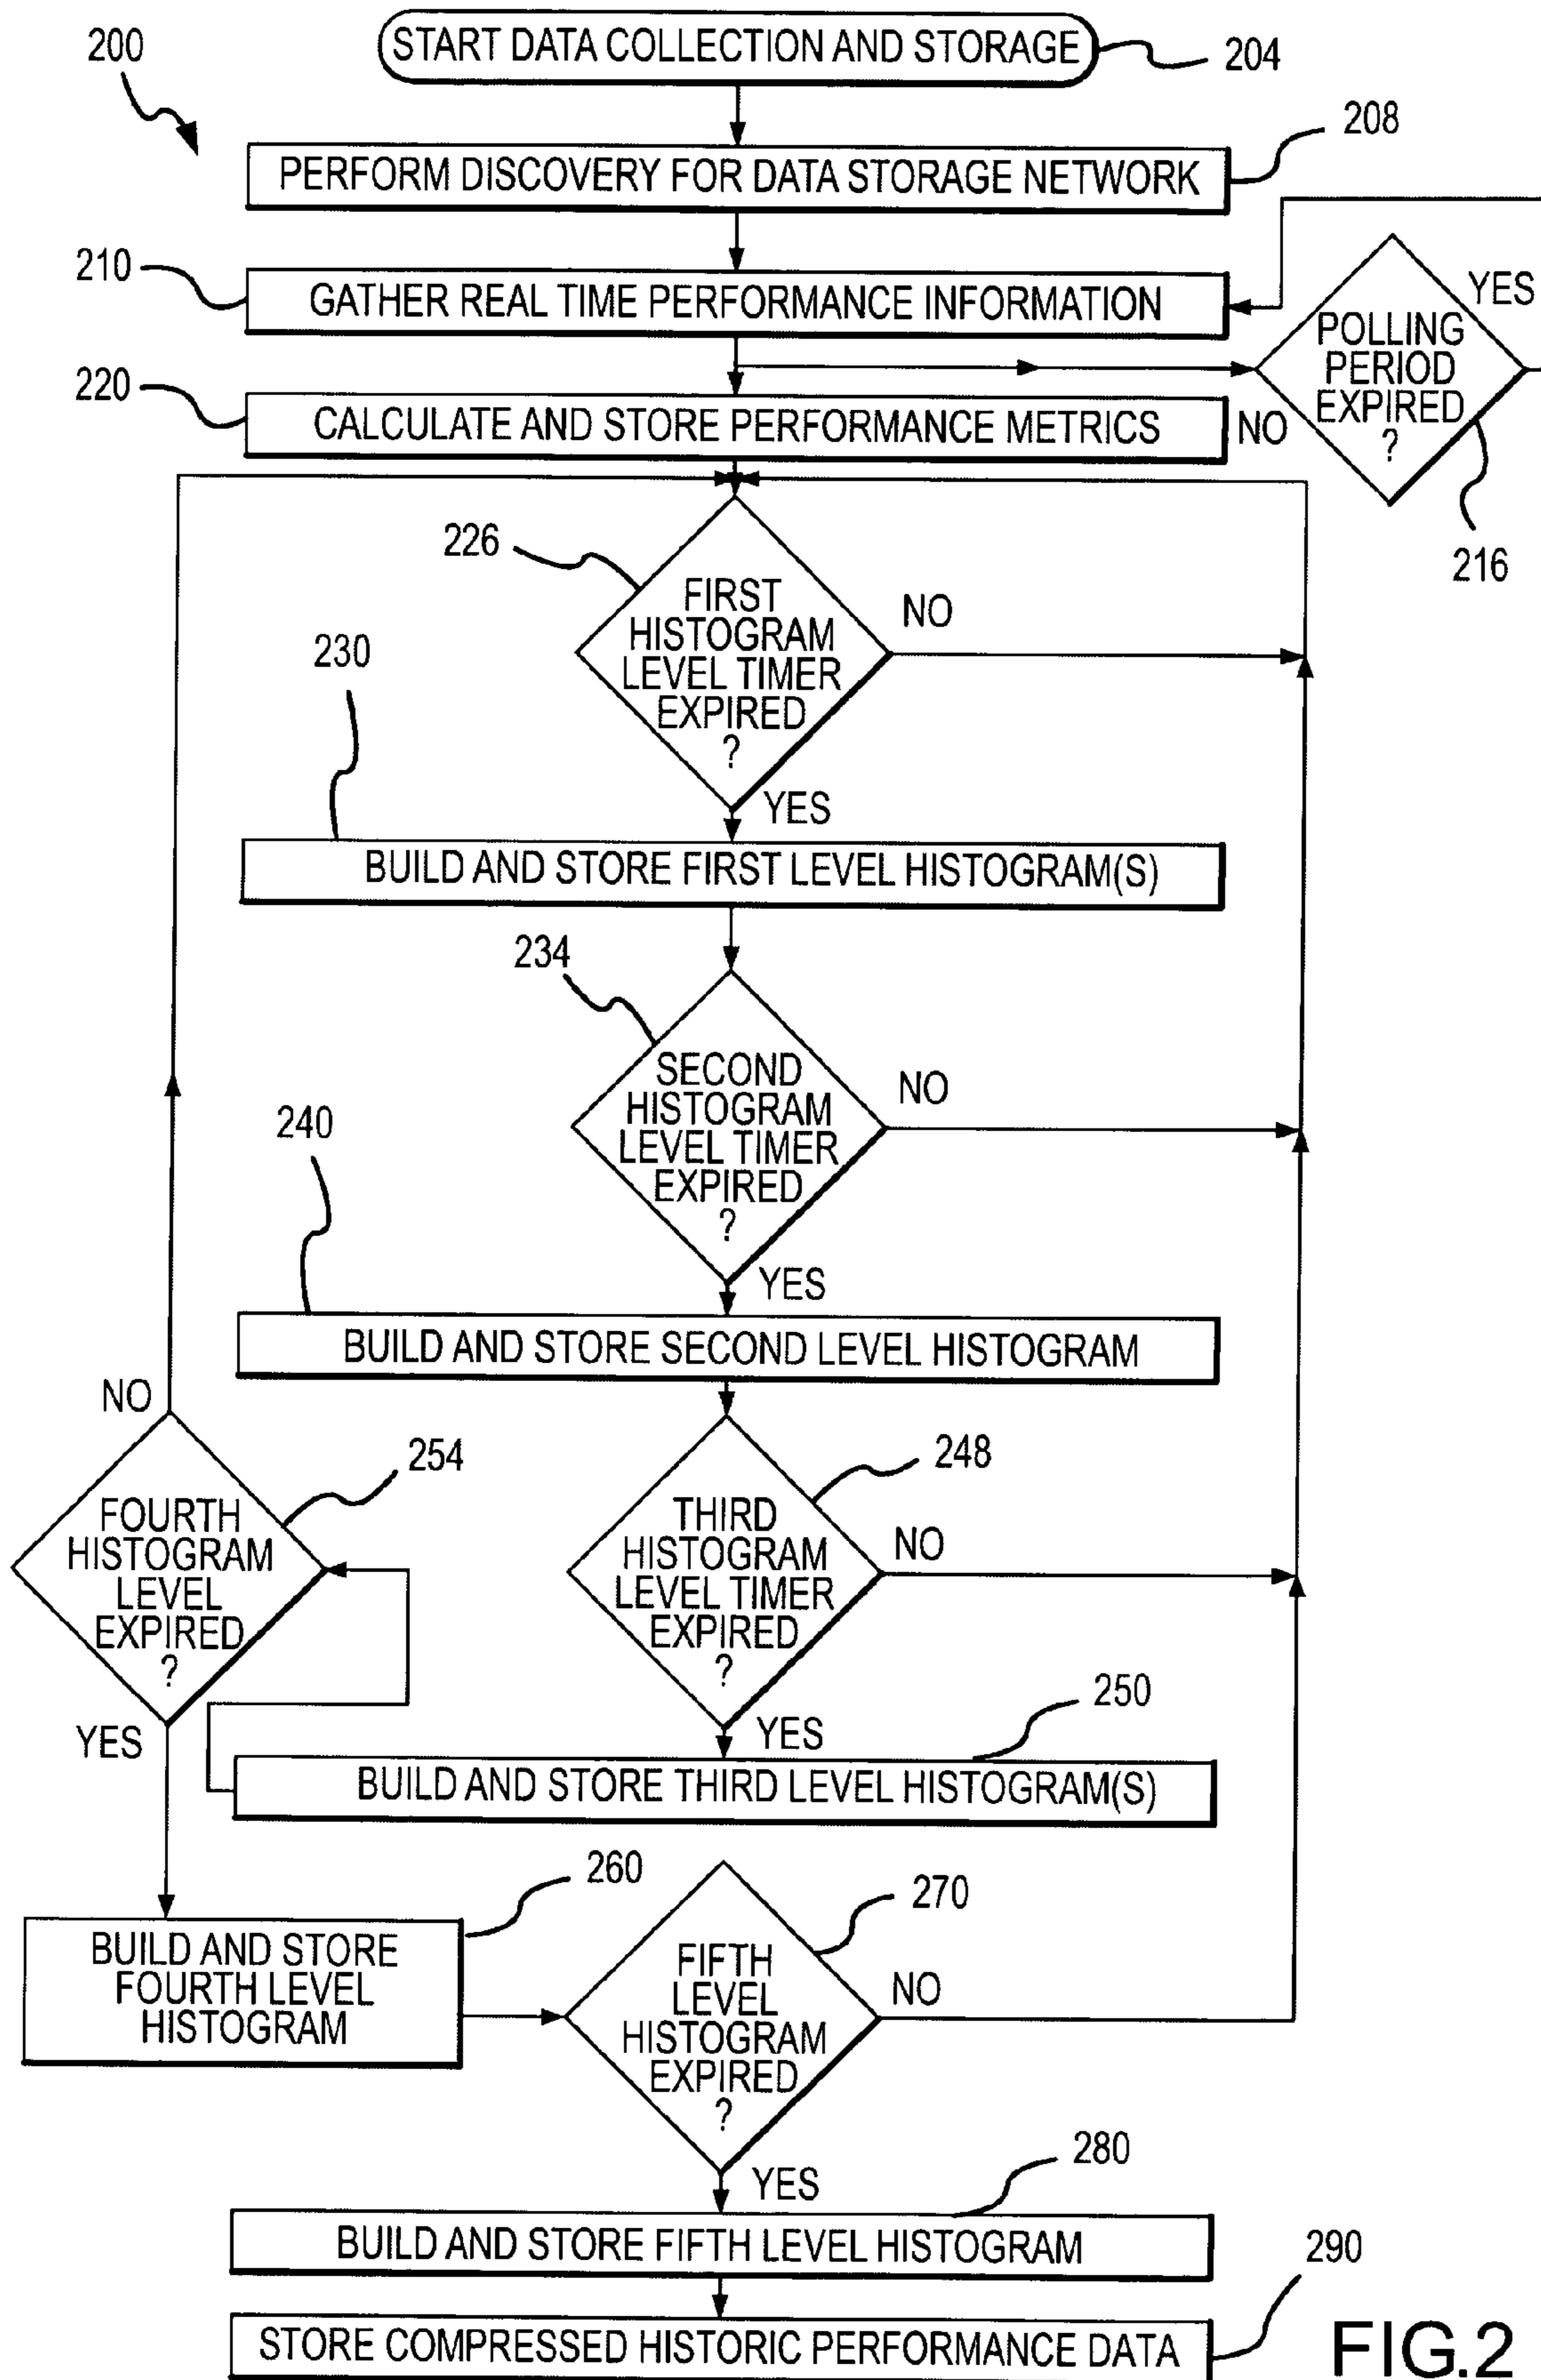 200
START DATA COLLECTION AND STORAGE
204
PERFORM DISCOVERY FOR DATA STORAGE NETWORK
208
210
GATHER REAL TIME PERFORMANCE INFORMATION
YES
POLLING
PERIOD
EXPIRED
?
216
220
CALCULATE AND STORE PERFORMANCE METRICS
NO
226
FIRST
HISTOGRAM
LEVEL TIMER
EXPIRED
?
NO
YES
230
BUILD AND STORE FIRST LEVEL HISTOGRAM(S)
234
SECOND
HISTOGRAM
LEVEL TIMER
EXPIRED
?
NO
YES
240
BUILD AND STORE SECOND LEVEL HISTOGRAM
248
THIRD
HISTOGRAM
LEVEL TIMER
EXPIRED
?
NO
YES
250
BUILD AND STORE THIRD LEVEL HISTOGRAM(S)
NO
254
FOURTH
HISTOGRAM
LEVEL
EXPIRED
?
YES
260
BUILD AND STORE
FOURTH LEVEL
HISTOGRAM
270
FIFTH
LEVEL
HISTOGRAM
EXPIRED
?
NO
YES
280
BUILD AND STORE FIFTH LEVEL HISTOGRAM
290
STORE COMPRESSED HISTORIC PERFORMANCE DATA
FIG.2